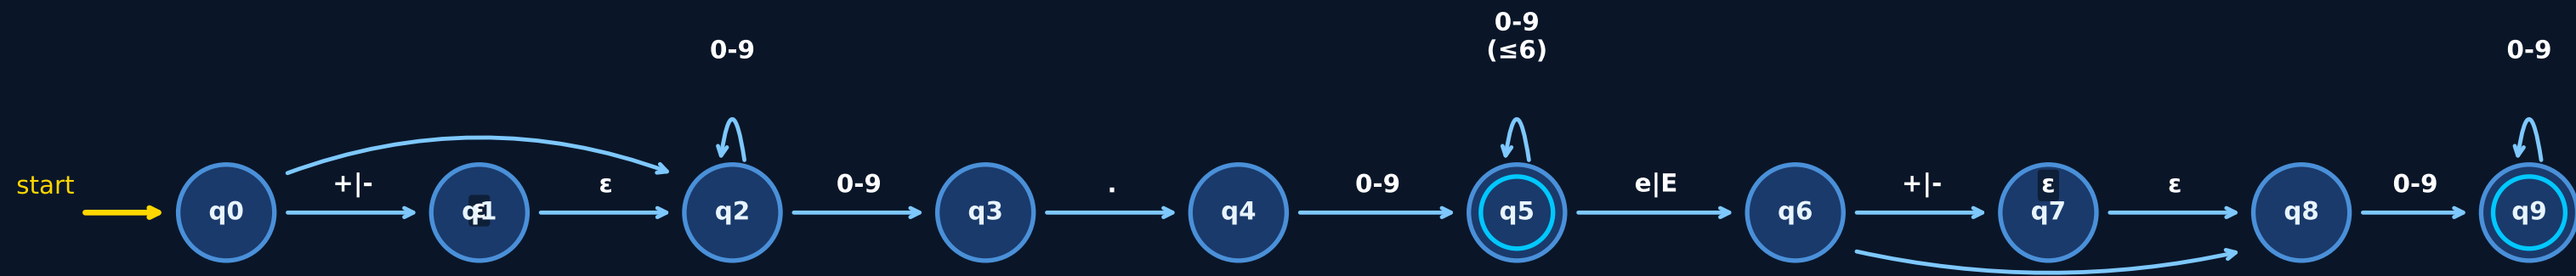 0-9
0-9
(≤6)
0-9
start
+|-
ε
0-9
.
0-9
e|E
+|-
ε
ε
0-9
q0
q1
ε
q2
q3
q4
q5
q6
q7
q8
q9